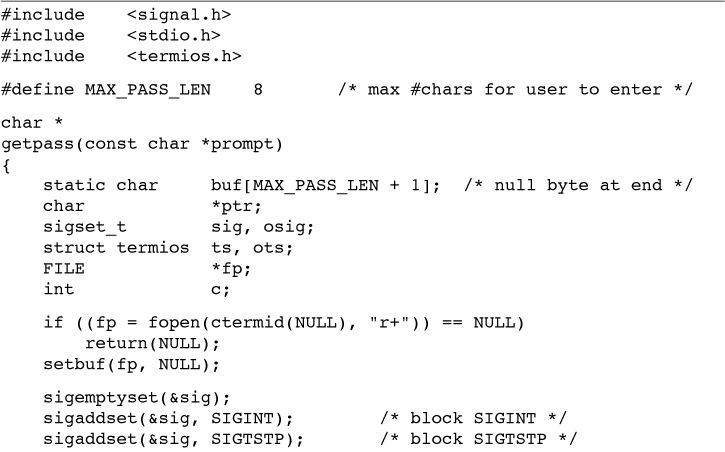 #include    <signal.h>
#include    <stdio.h>
#include    <termios.h>
#define MAX_PASS_LEN    8       /* max #chars for user to enter */
char *
getpass(const char *prompt)
{
    static char     buf[MAX_PASS_LEN + 1];  /* null byte at end */
    char            *ptr;
    sigset_t        sig, osig;
    struct termios  ts, ots;
    FILE            *fp;
    int             c;
    if ((fp = fopen(ctermid(NULL), "r+")) == NULL)
        return(NULL);
    setbuf(fp, NULL);
    sigemptyset(&sig);
    sigaddset(&sig, SIGINT);        /* block SIGINT */
    sigaddset(&sig, SIGTSTP);       /* block SIGTSTP */